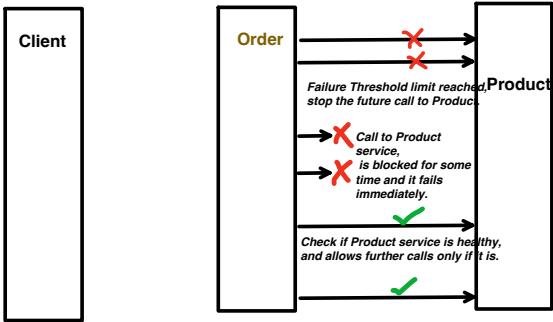 Client
Order
Product
Failure Threshold limit reached,
stop the future call to Product.
Call to Product
service,
is blocked for some
time and it fails
immediately.
Check if Product service is healthy,
and allows further calls only if it is.